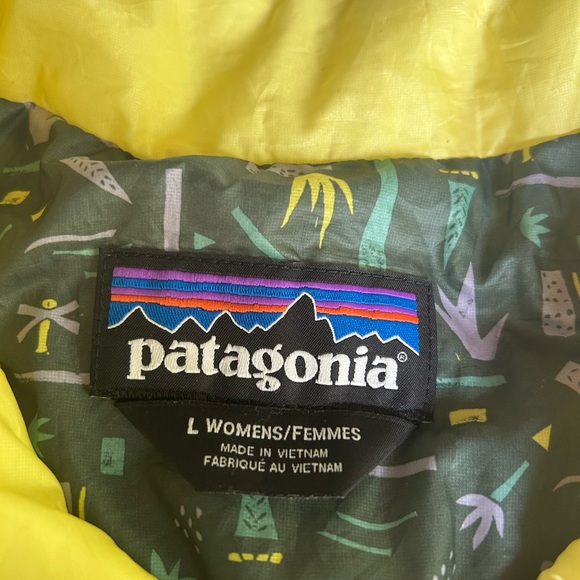 patagonia®
L WOMENS/FEMMES
MADE IN VIETNAM
FABRIQUÉ AU VIETNAM